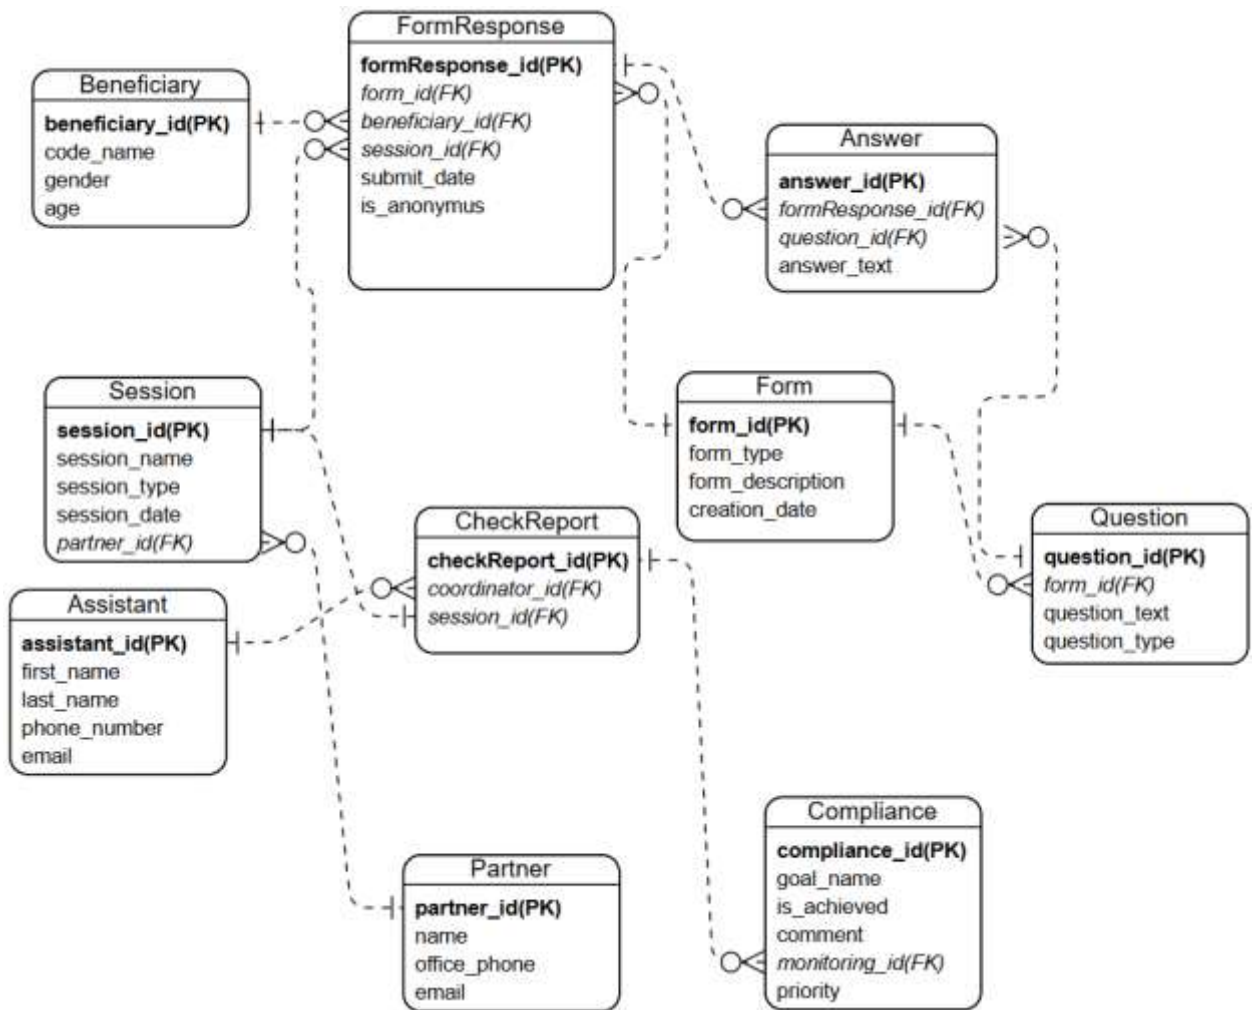 FormResponse
formResponse_id(PK)
form_id(FK)
beneficiary_id(FK)
session_id(FK)
submit_date
is_anonymus
Beneficiary
beneficiary_id(PK)
code_name
gender
age
Answer
answer_id(PK)
formResponse_id(FK)
question_id(FK)
answer_text
Session
session_id(PK)
session_name
session_type
session_date
partner_id(FK)
Form
form_id(PK)
form_type
form_description
creation_date
CheckReport
checkReport_id(PK)
coordinator_id(FK)
session_id(FK)
Question
question_id(PK)
form_id(FK)
question_text
question_type
Assistant
assistant_id(PK)
first_name
last_name
phone_number
email
Partner
partner_id(PK)
name
office_phone
email
Compliance
compliance_id(PK)
goal_name
is_achieved
comment
monitoring_id(FK)
priority